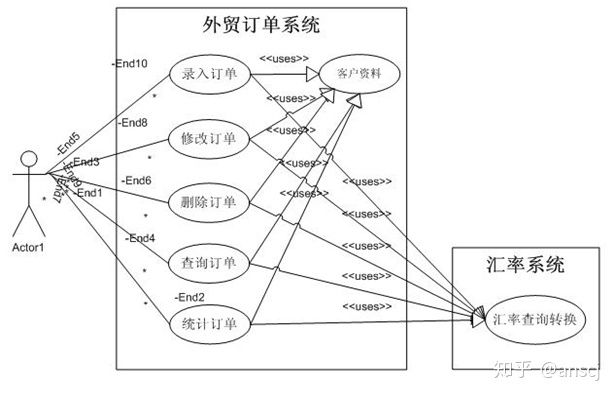 外贸订单系统
-End10
录入订单
<<uses>>
客户资料
*
<<uses>>
-End8
-End5
修改订单
<<uses>>
*
-End3
<<uses>>
-End6
<<uses>>
-End1
删除订单
<<uses>>
*
*
Actor1
-End4
查询订单
<<uses>>
<<uses>>
汇率系统
*
-End2
*
统计订单
<<uses>>
<<uses>>
汇率查询转换
知乎 @anscj